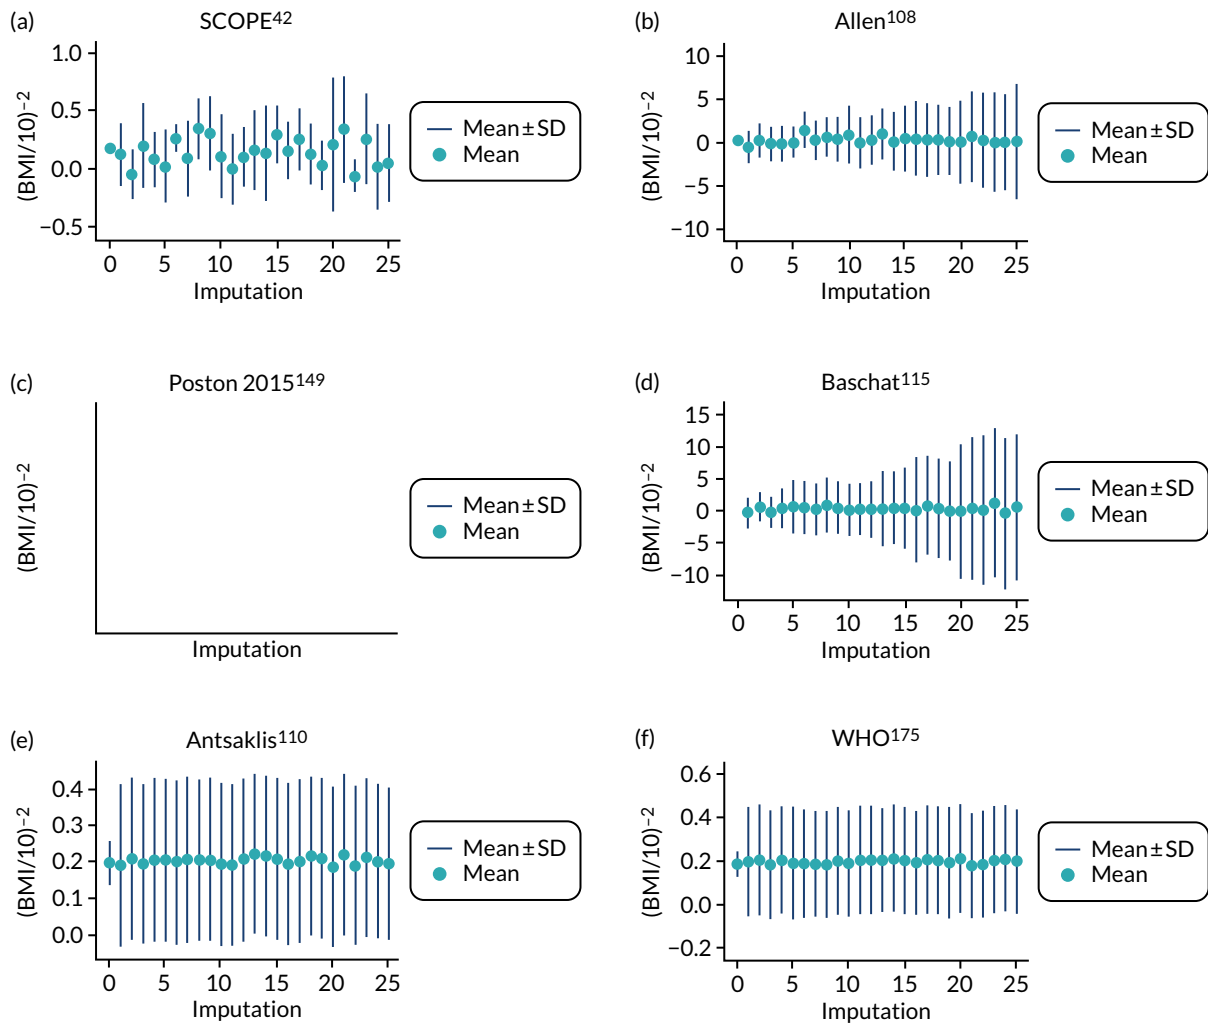 (a)
SCOPE42
1.0
0.5
0.0
−0.5
(BMI/10)−2
0 5 10 15 20 25
Imputation
Mean±SD
Mean
(b)
Allen108
10
5
0
−5
−10
(BMI/10)−2
0 5 10 15 20 25
Imputation
Mean±SD
Mean
(c)
Poston 2015149
(BMI/10)−2
Imputation
Mean±SD
Mean
(d)
Baschat115
15
10
5
0
−5
−10
(BMI/10)−2
0 5 10 15 20 25
Imputation
Mean±SD
Mean
(e)
Antsaklis110
0.4
0.3
0.2
0.1
0.0
(BMI/10)−2
0 5 10 15 20 25
Imputation
Mean±SD
Mean
(f)
WHO175
0.6
0.4
0.2
0.0
−0.2
(BMI/10)−2
0 5 10 15 20 25
Imputation
Mean±SD
Mean